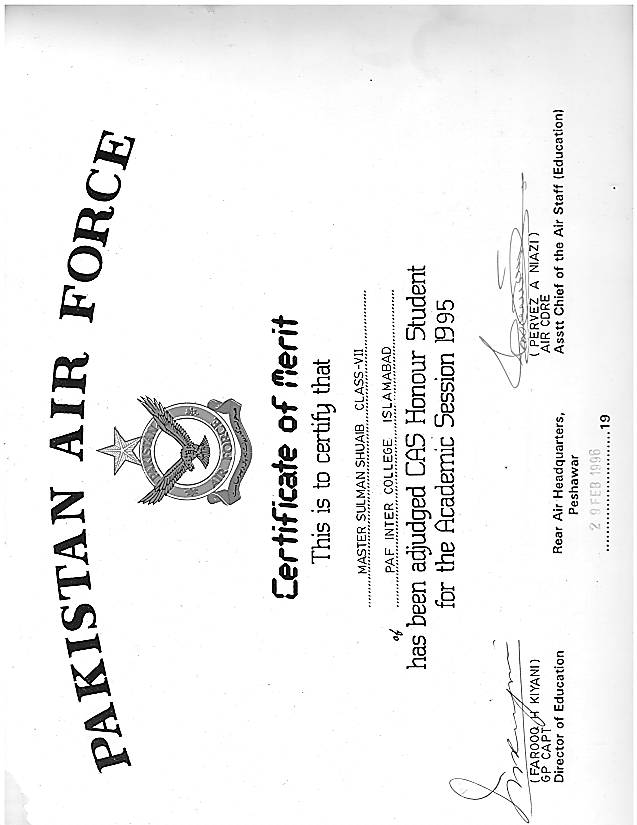 PAKISTAN AIR FORCE
PAKISTAN
AIR FORCE
Certificate of Merit
This is to certify that
MASTER SULMAN SHUAIB CLASS-VII
of PAF INTER COLLEGE ISLAMABAD
has been adjudged CAS Honour Student
for the Academic Session 1995
(FAROOQ H KIYANI)
GP CAPT
Director of Education
Rear Air Headquarters,
Peshawar
2 9 FEB 1996
19
( PERVEZ A NIAZI)
AIR CDRE
Asstt Chief of the Air Staff (Education)